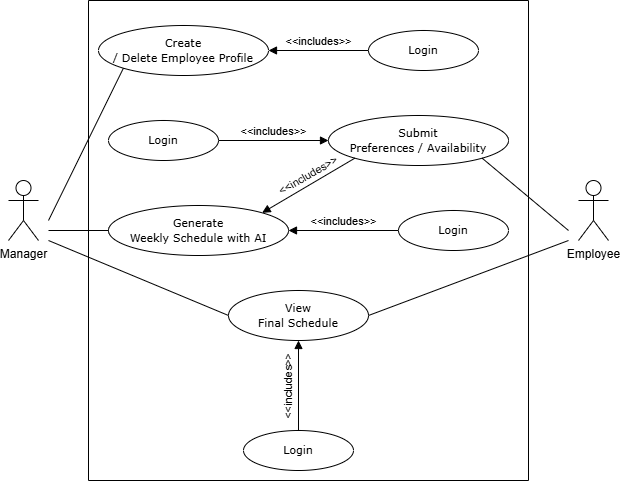 Create
/ Delete Employee Profile
<<includes>>
Login
Login
<<includes>>
Submit
Preferences / Availability
<<includes>>
Generate
Weekly Schedule with AI
<<includes>>
Login
Manager
Employee
View
Final Schedule
<<includes>>
Login